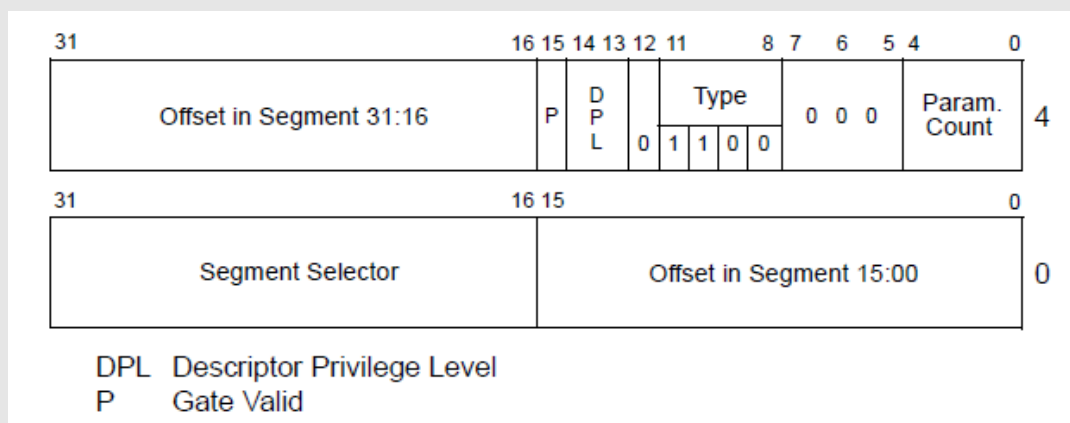 31 16 15 14 13 12 11 8 7 6 5 4 0
Offset in Segment 31:16 P D P L 0 Type 1 1 0 0 0 0 0 Param. Count 4
31 16 15 0
Segment Selector Offset in Segment 15:00 0
DPL Descriptor Privilege Level
P Gate Valid